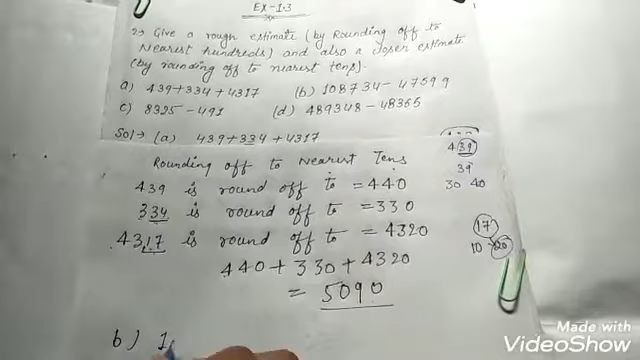 Ex-1.3
2→ Give a rough estimate (by Rounding off to
Nearest hundreds) and also a closer estimate
(by rounding off to nearest tens).
a) 439+334+4317 (b) 108734-47599
c) 8325-491 (d) 489348-48365
Sol→ (a) 439+334+4317
Rounding off to Nearest Tens
439 is round off to = 440
334 is round off to = 330
4317 is round off to = 4320
440+330+4320
= 5090
439
39
30 40
17
10 20
b) 1
Made with
VideoShow